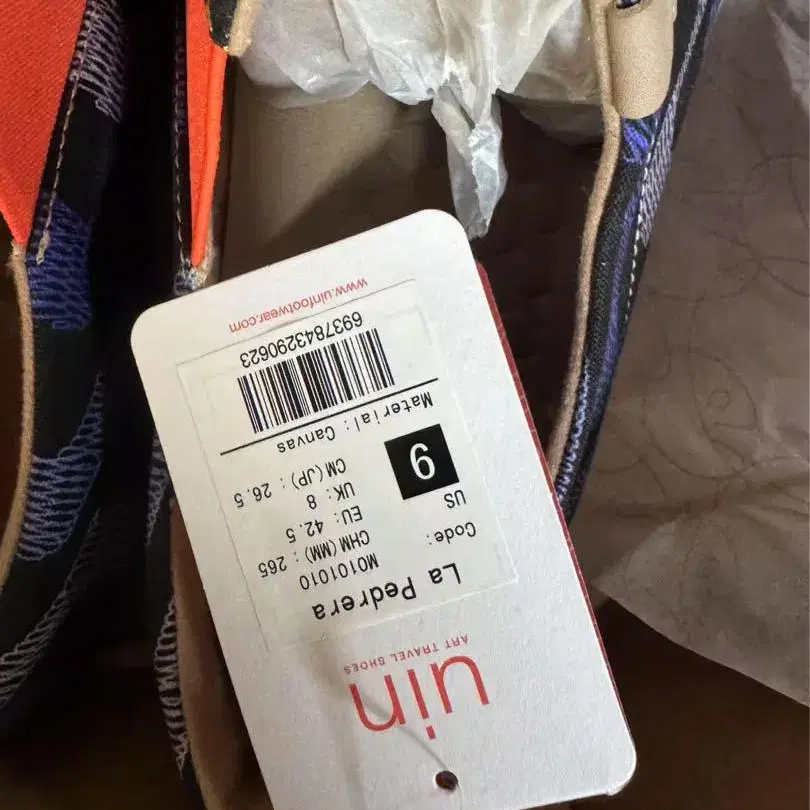 uin
ART TRAVEL SHOES
La Pedrera
Code: M0101010
US CHM(MM): 265
9 EU: 42.5
UK: 8
CM(JP): 26.5
Material: Canvas
6937843290623
www.uinfootwear.com